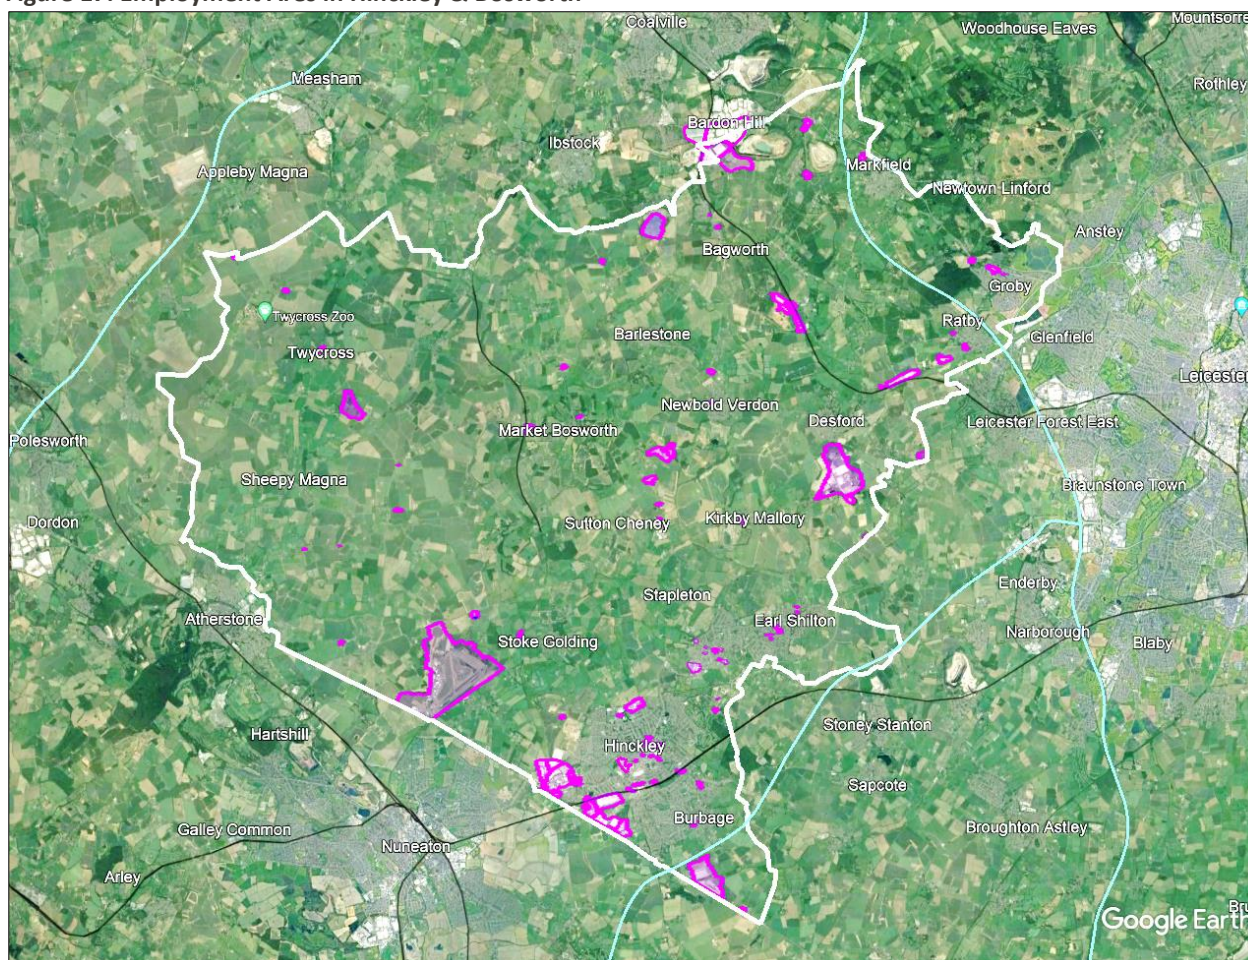 Coalville
Woodhouse Eaves
Measham
Rothley
Bardon Hill
Ibstock
Markfield
Appleby Magna
Newtown Linford
Anstey
Bagworth
Groby
Twycross Zoo
Ratby
Barlestone
Glenfield
Twycross
Leicester
Newbold Verdon
Desford
Leicester Forest East
Market Bosworth
Polesworth
Sheepy Magna
Braunstone Town
Dordon
Sutton Cheney
Kirkby Mallory
Enderby
Stapleton
Atherstone
Earl Shilton
Narborough
Stoke Golding
Blaby
Hartshill
Stoney Stanton
Hinckley
Sapcote
Galley Common
Burbage
Broughton Astley
Nuneaton
Arley
Google Earth